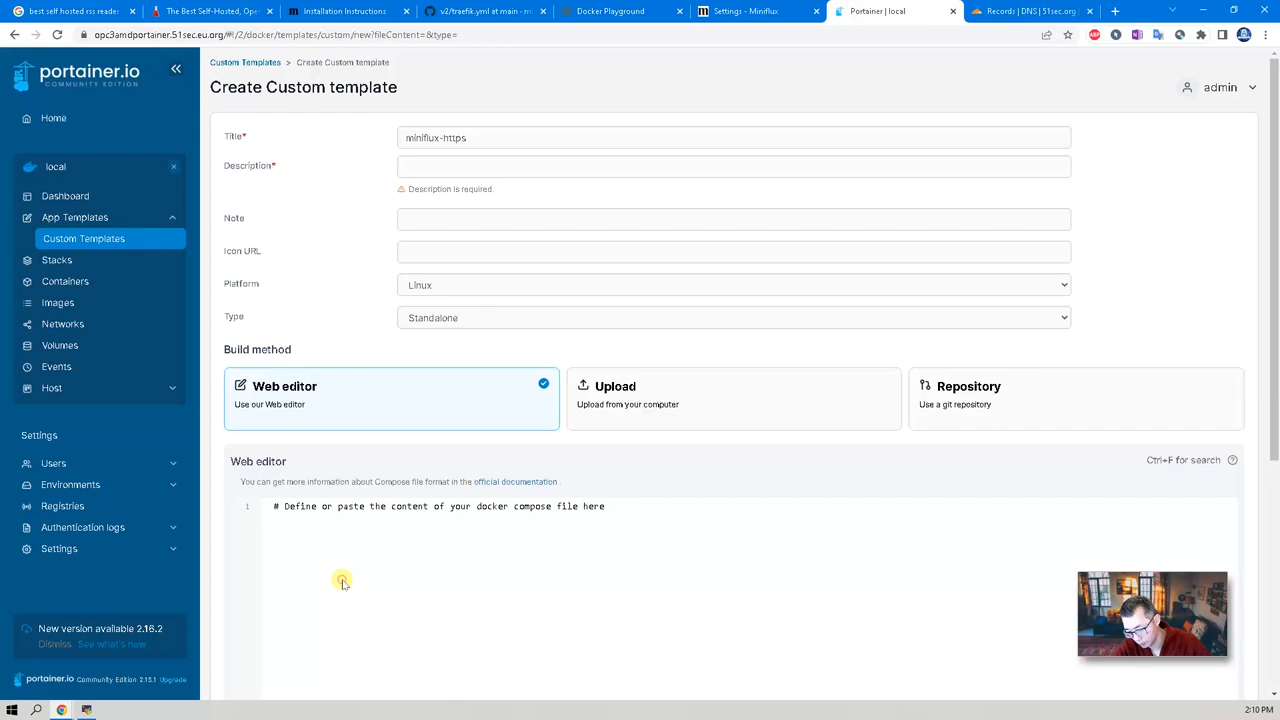 best self hosted rss reader
The Best Self-Hosted, Ope
Installation Instructions
v2/traefik.yml at main · m
Docker Playground
Settings - Miniflux
Portainer | local
Records | DNS | 51sec.org
opc3amdportainer.51sec.eu.org/#!/2/docker/templates/custom/new?fileContent=&type=
portainer.io
COMMUNITY EDITION
Home
local
Dashboard
App Templates
Custom Templates
Stacks
Containers
Images
Networks
Volumes
Events
Host
Settings
Users
Environments
Registries
Authentication logs
Settings
New version available 2.16.2
Dismiss See what's new
portainer.io Community Edition 2.15.1 Upgrade
Custom Templates > Create Custom template
Create Custom template
admin
Title*
miniflux-https
Description*
Description is required.
Note
Icon URL
Platform
Linux
Type
Standalone
Build method
Web editor
Use our Web editor
Upload
Upload from your computer
Repository
Use a git repository
Web editor
Ctrl+F for search
You can get more information about Compose file format in the official documentation .
1 # Define or paste the content of your docker compose file here
2:10 PM